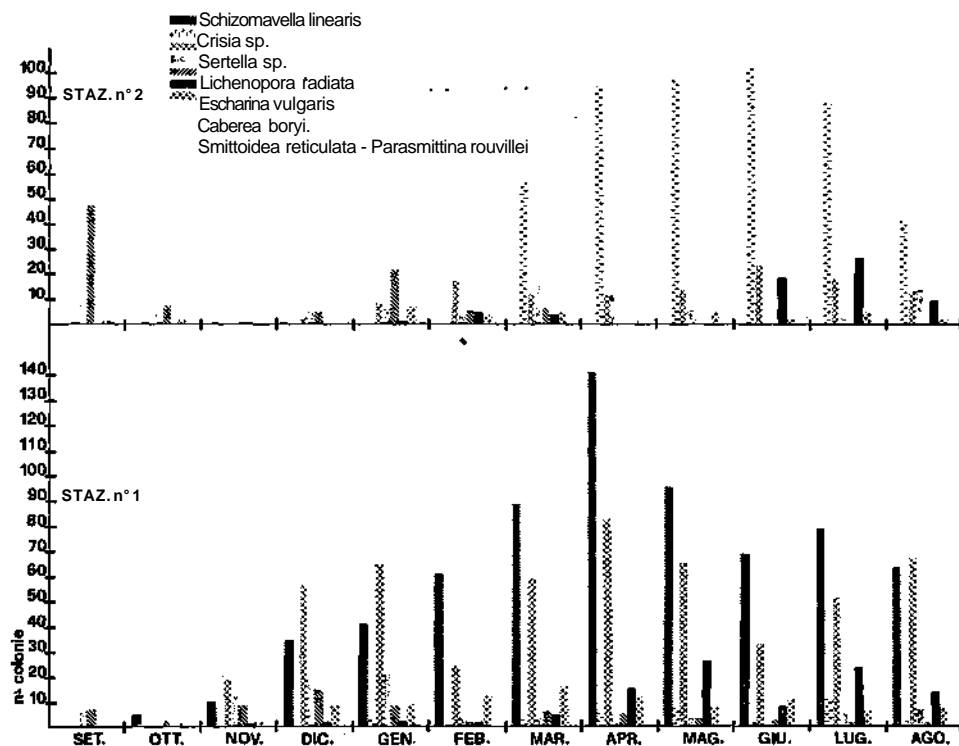 Schizomavella linearis
Crisia sp.
Sertella sp.
Lichenopora radiata
Escharina vulgaris
Caberea boryi.
Smittoidea reticulata - Parasmittina rouvillei
STAZ. n° 2
100
90
80
70
60
50
40
30
20
10
STAZ. n° 1
140
130
120
110
100
90
80
70
60
50
40
30
20
10
n° colonie
SET. OTT. NOV. DIC. GEN. FEB. MAR. APR. MAG. GIU. LUG. AGO.